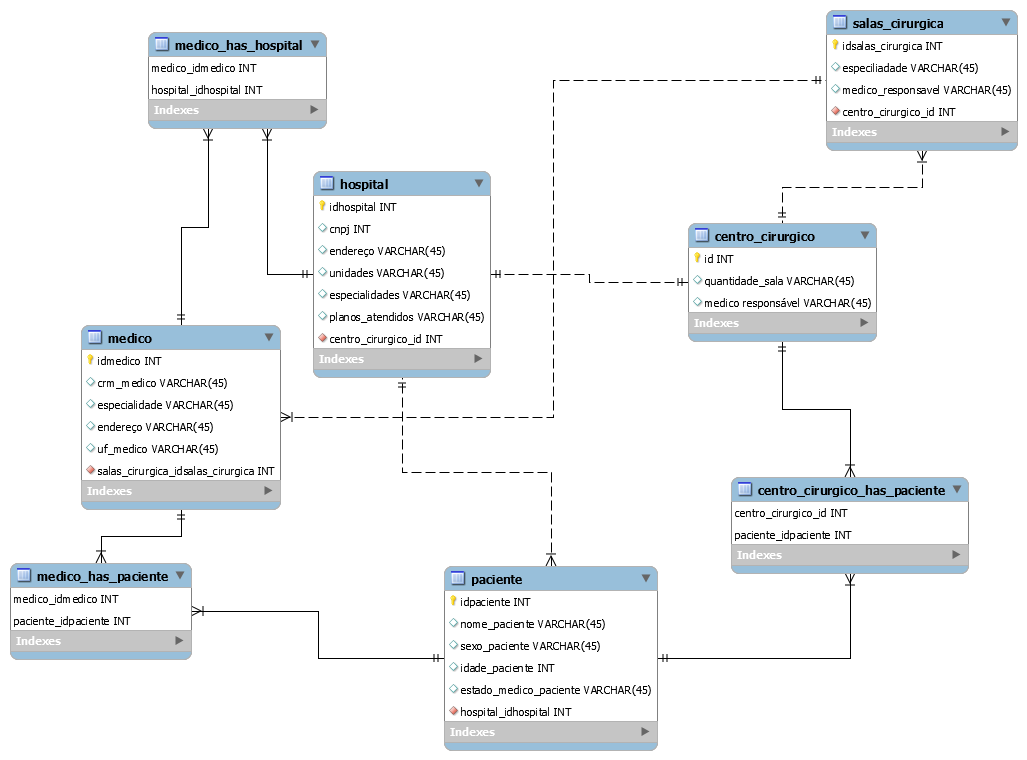 medico_has_hospital
medico_idmedico INT
hospital_idhospital INT
Indexes
salas_cirurgica
idsalas_cirurgica INT
especiliadade VARCHAR(45)
medico_responsavel VARCHAR(45)
centro_cirurgico_id INT
Indexes
hospital
idhospital INT
cnpj INT
endereço VARCHAR(45)
unidades VARCHAR(45)
especialidades VARCHAR(45)
planos_atendidos VARCHAR(45)
centro_cirurgico_id INT
Indexes
centro_cirurgico
id INT
quantidade_sala VARCHAR(45)
medico responsável VARCHAR(45)
Indexes
medico
idmedico INT
crm_medico VARCHAR(45)
especialidade VARCHAR(45)
endereço VARCHAR(45)
uf_medico VARCHAR(45)
salas_cirurgica_idsalas_cirurgica INT
Indexes
centro_cirurgico_has_paciente
centro_cirurgico_id INT
paciente_idpaciente INT
Indexes
medico_has_paciente
medico_idmedico INT
paciente_idpaciente INT
Indexes
paciente
idpaciente INT
nome_paciente VARCHAR(45)
sexo_paciente VARCHAR(45)
idade_paciente INT
estado_medico_paciente VARCHAR(45)
hospital_idhospital INT
Indexes